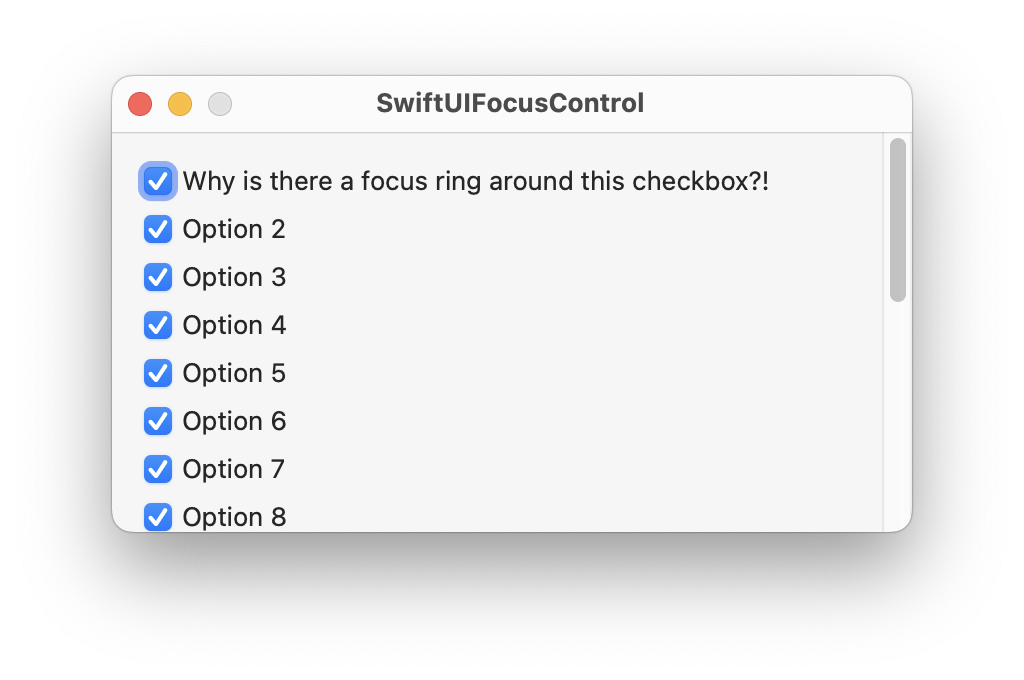 SwiftUIFocusControl
Why is there a focus ring around this checkbox?!
Option 2
Option 3
Option 4
Option 5
Option 6
Option 7
Option 8